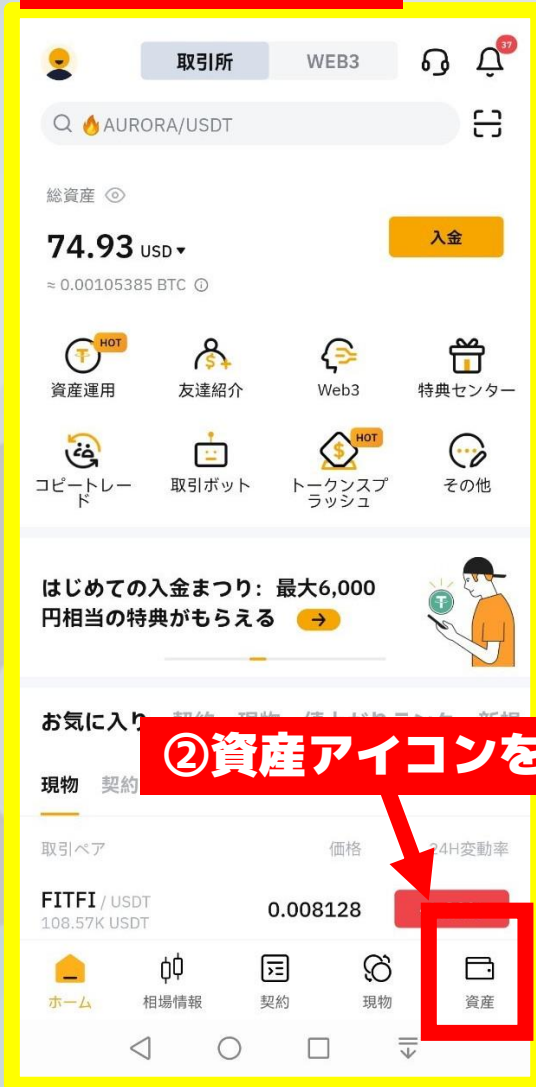 取引所 WEB3
37
AURORA/USDT
総資産
74.93 USD
入金
≈ 0.00105385 BTC
HOT
資産運用 友達紹介 Web3 特典センター
HOT
コピートレー
ド
取引ボット
トークンスプ
ラッシュ
その他
はじめての入金まつり: 最大6,000
円相当の特典がもらえる
お気に入り
②資産アイコンを
現物 契約
取引ペア 価格 24H変動率
FITFI / USDT 0.008128
108.57K USDT
ホーム 相場情報 契約 現物 資産